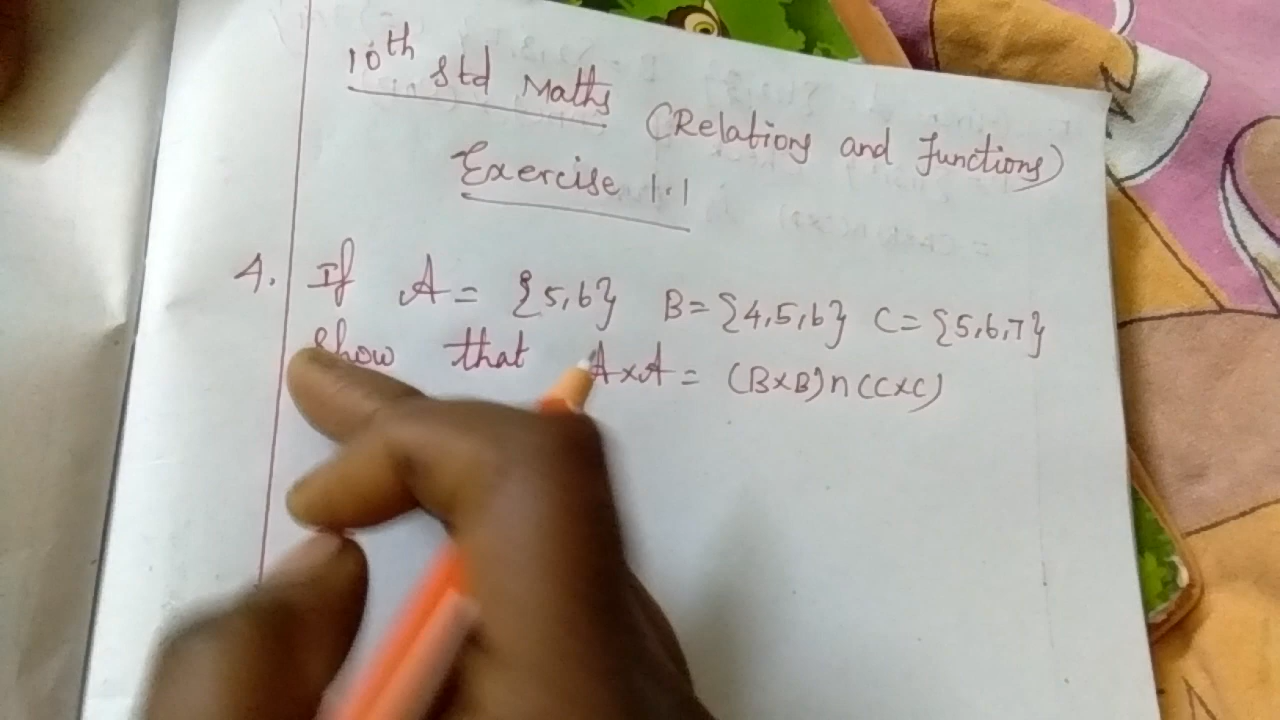 10th Std Maths (Relations and functions)
Exercise 1.1
4. If A = {5,6} B = {4,5,6} C = {5,6,7}
Show that A×A = (B×B)∩(C×C)